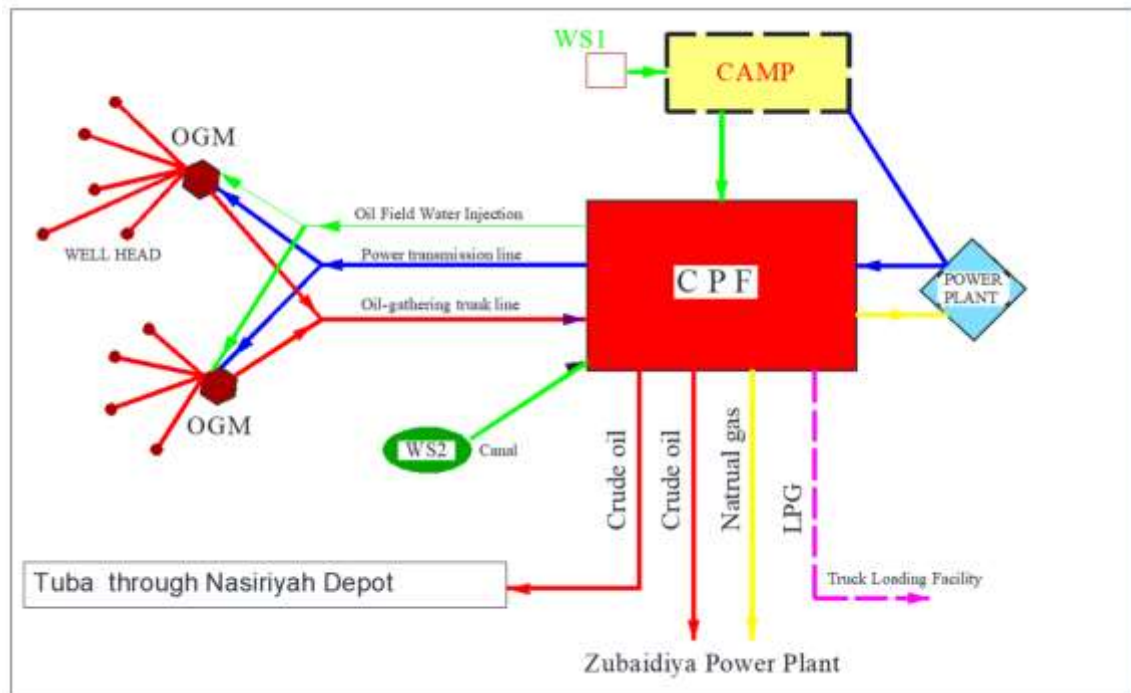 WS1
CAMP
OGM
WELL HEAD
Oil Field Water Injection
Power transmission line
Oil-gathering trunk line
C P F
POWER
PLANT
OGM
WS2
Canal
Crude oil
Crude oil
Natrual gas
LPG
Tuba through Nasiriyah Depot
Truck Loading Facility
Zubaidiya Power Plant